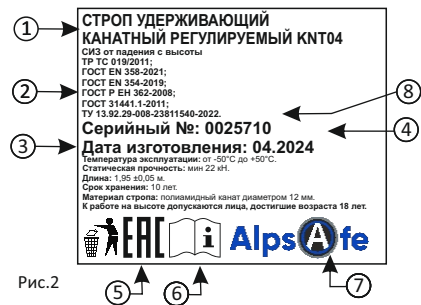 СТРОП УДЕРЖИВАЮЩИЙ
КАНАТНЫЙ РЕГУЛИРУЕМЫЙ KNT04
СИЗ от падения с высоты
ТР ТС 019/2011;
ГОСТ EN 358-2021;
ГОСТ EN 354-2019;
ГОСТ Р ЕН 362-2008;
ГОСТ 31441.1-2011;
ТУ 13.92.29-008-23811540-2022.
Серийный №: 0025710
Дата изготовления: 04.2024
Температура эксплуатации: от -50°С до +50°С.
Статическая прочность: мин 22 кН.
Длина: 1,95 ±0,05 м.
Срок хранения: 10 лет.
Материал стропа: полиамидный канат диаметром 12 мм.
К работе на высоте допускаются лица, достигшие возраста 18 лет.
EAC i AlpsAfe
1
2
3
8
4
Рис.2
5
6
7